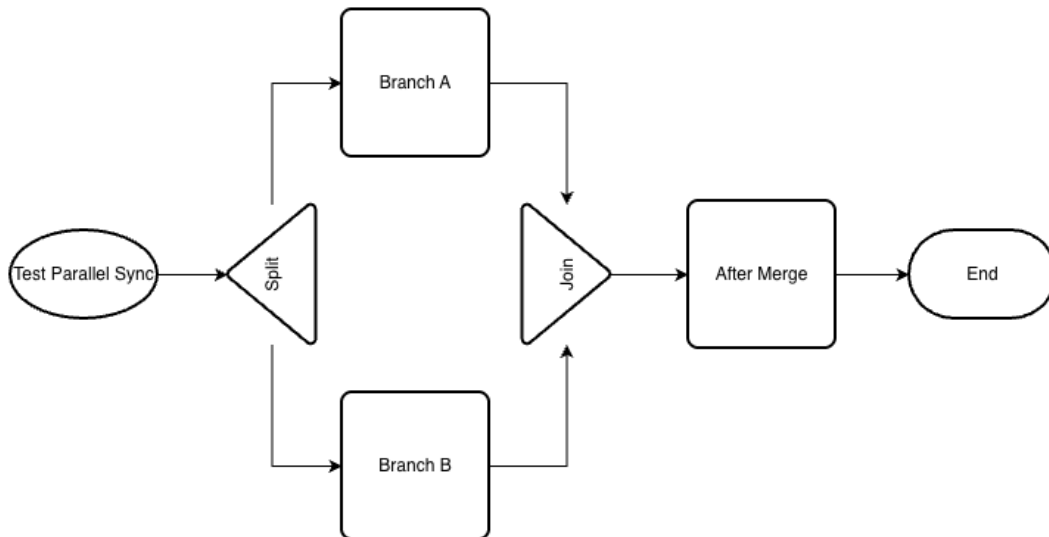 Branch A
Test Parallel Sync
Split
Join
After Merge
End
Branch B